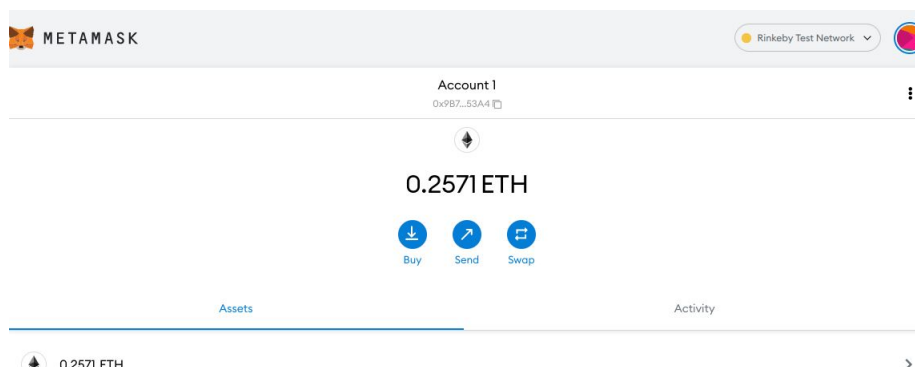 METAMASK
Rinkeby Test Network
Account 1
0x9B7...53A4
0.2571 ETH
Buy Send Swap
Assets Activity
0.2571 ETH